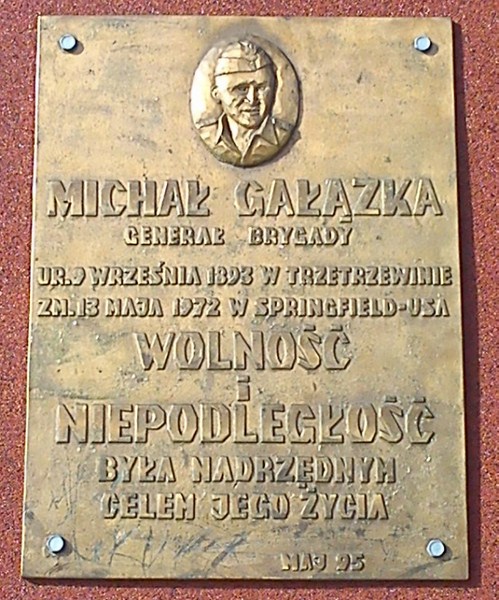 MICHAŁ GAŁĄZKA
GENERAŁ BRYGADY
UR. 9 WRZEŚNIA 1893 W TRZETRZEWINIE
ZM. 13 MAJA 1972 W SPRINGFIELD-USA
WOLNOŚĆ
i
NIEPODLEGŁOŚĆ
BYŁA NADRZĘDNYM
CELEM JEGO ŻYCIA
MAJ 95